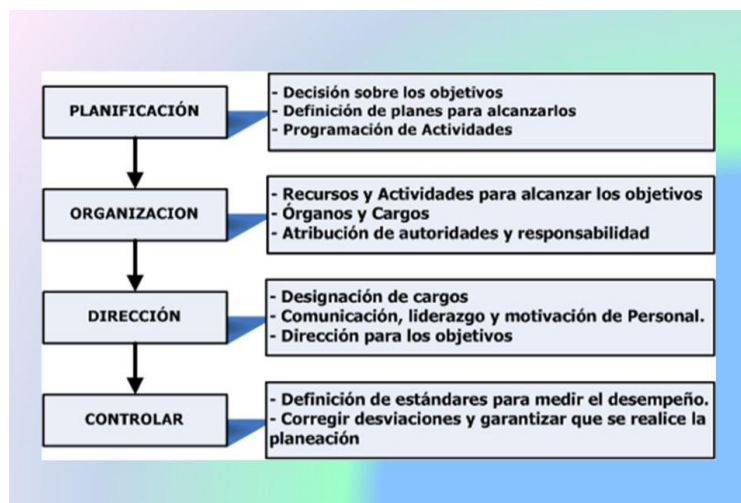 PLANIFICACIÓN
- Decisión sobre los objetivos
- Definición de planes para alcanzarlos
- Programación de Actividades
ORGANIZACION
- Recursos y Actividades para alcanzar los objetivos
- Órganos y Cargos
- Atribución de autoridades y responsabilidad
DIRECCIÓN
- Designación de cargos
- Comunicación, liderazgo y motivación de Personal.
- Dirección para los objetivos
CONTROLAR
- Definición de estándares para medir el desempeño.
- Corregir desviaciones y garantizar que se realice la
planeación